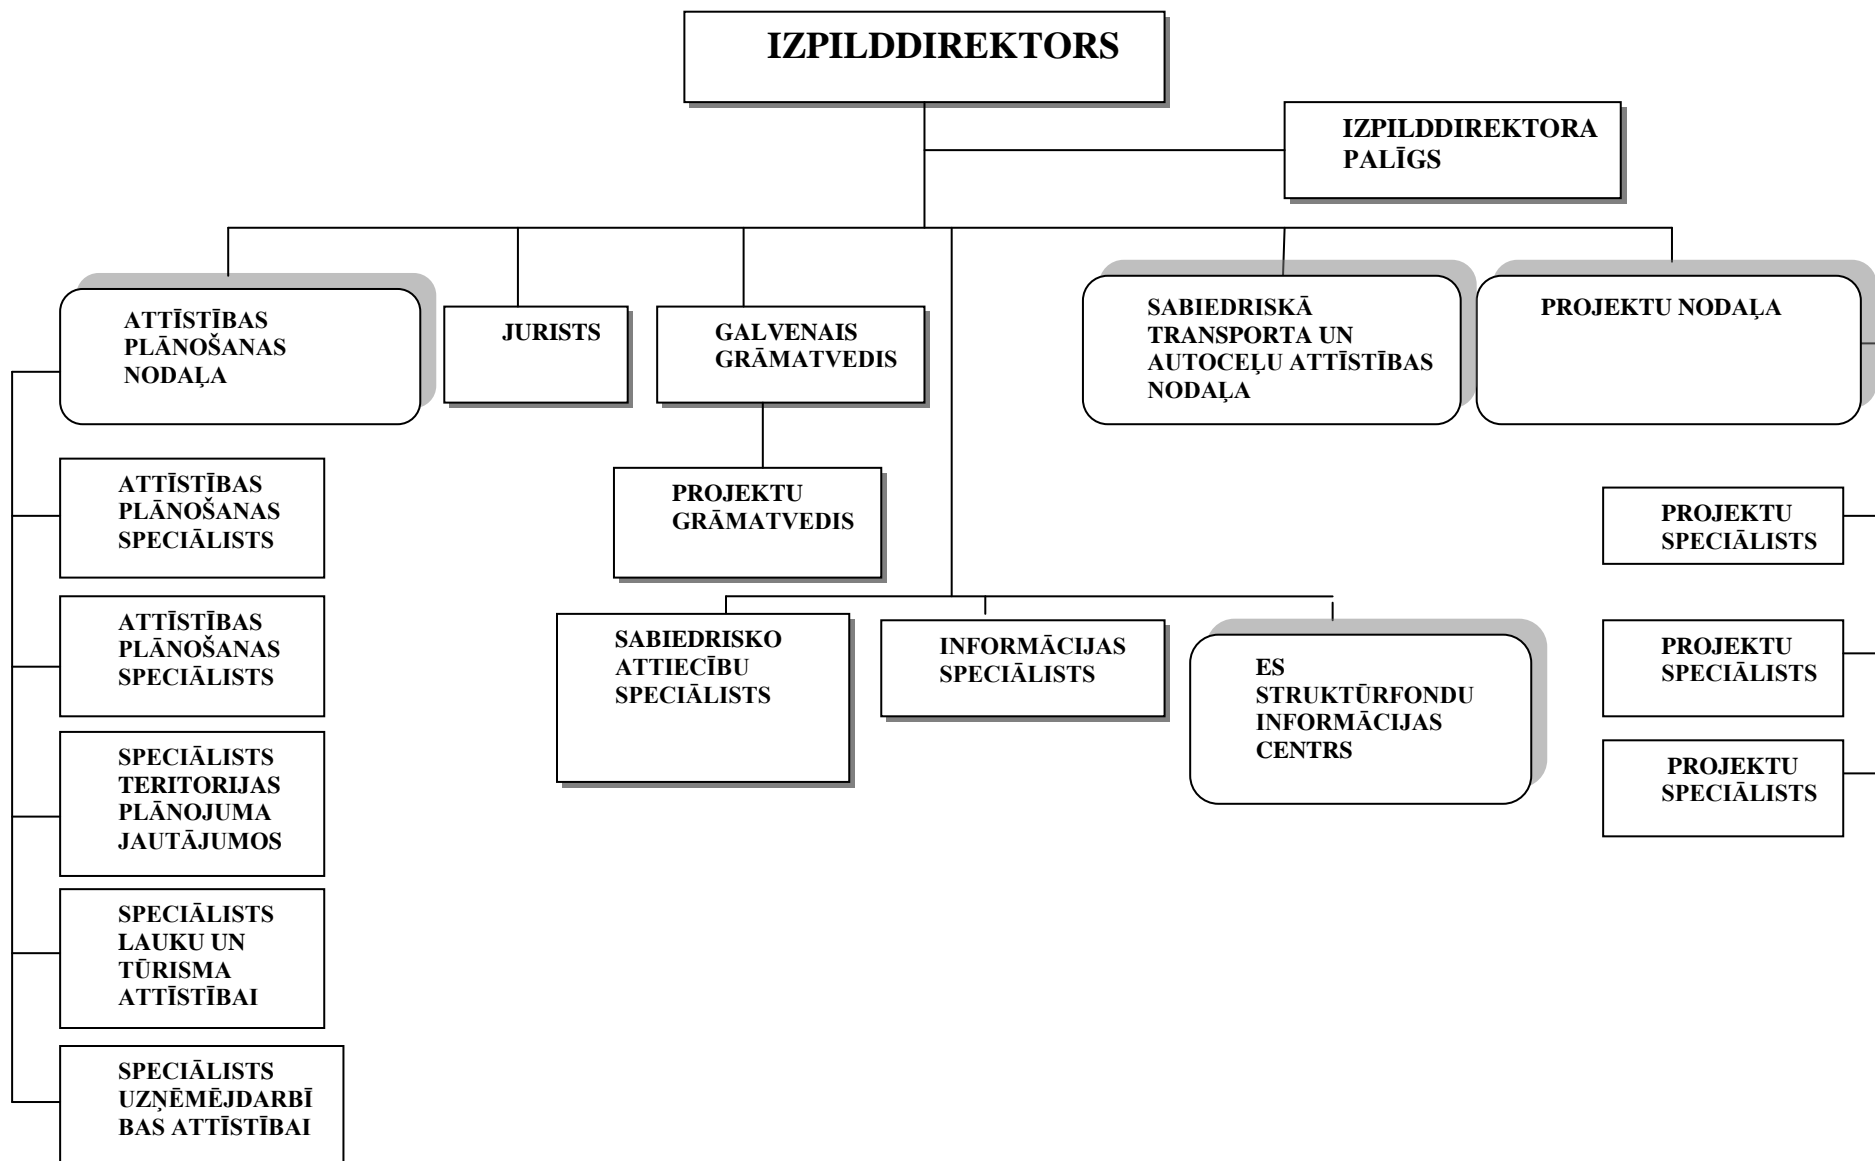 IZPILDDIREKTORS
IZPILDDIREKTORA
PALĪGS
ATTĪSTĪBAS
PLĀNOŠANAS
NODAĻA
JURISTS
GALVENAIS
GRĀMATVEDIS
SABIEDRISKĀ
TRANSPORTA UN
AUTOCEĻU ATTĪSTĪBAS
NODAĻA
PROJEKTU NODAĻA
ATTĪSTĪBAS
PLĀNOŠANAS
SPECIĀLISTS
PROJEKTU
GRĀMATVEDIS
PROJEKTU
SPECIĀLISTS
ATTĪSTĪBAS
PLĀNOŠANAS
SPECIĀLISTS
SABIEDRISKO
ATTIECĪBU
SPECIĀLISTS
INFORMĀCIJAS
SPECIĀLISTS
ES
STRUKTŪRFONDU
INFORMĀCIJAS
CENTRS
PROJEKTU
SPECIĀLISTS
SPECIĀLISTS
TERITORIJAS
PLĀNOJUMA
JAUTĀJUMOS
PROJEKTU
SPECIĀLISTS
SPECIĀLISTS
LAUKU UN
TŪRISMA
ATTĪSTĪBAI
SPECIĀLISTS
UZŅĒMĒJDARBĪ
BAS ATTĪSTĪBAI